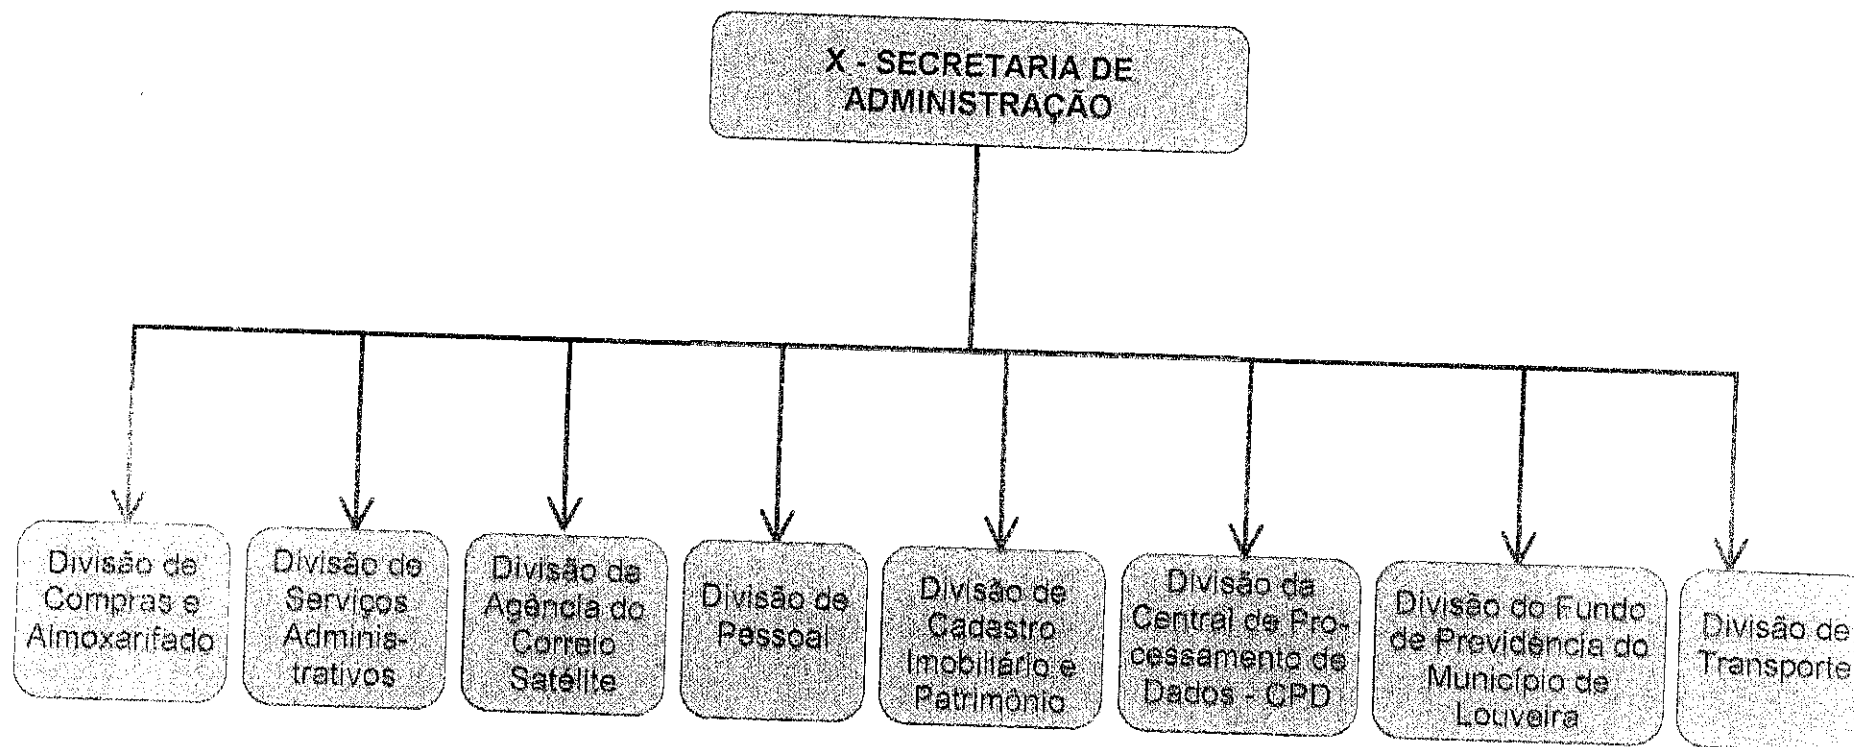 X - SECRETARIA DE
ADMINISTRAÇÃO
Divisão de
Compras e
Almoxarifado
Divisão de
Serviços
Adminis-
trativos
Divisão da
Agência do
Correio
Satélite
Divisão de
Pessoal
Divisão de
Cadastro
Imobiliário e
Patrimônio
Divisão da
Central de Pro-
cessamento de
Dados - CPD
Divisão do Fundo
de Previdência do
Município de
Louveira
Divisão de
Transporte